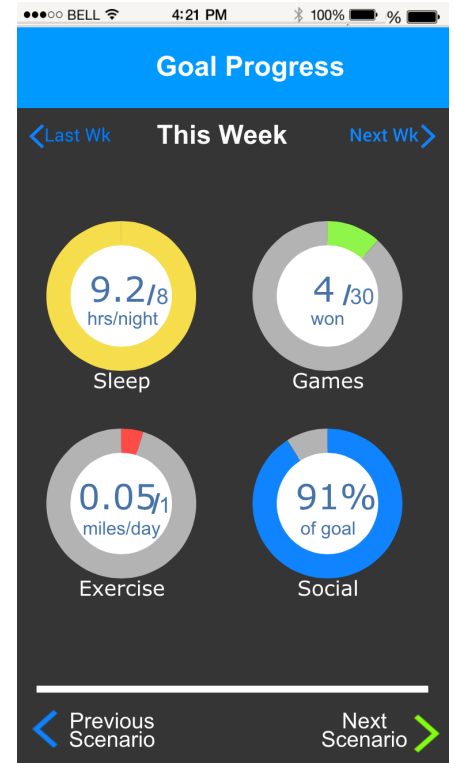 BELL 4:21 PM 100% %
Goal Progress
Last Wk This Week Next Wk
9.2/8
hrs/night
Sleep
4 /30
won
Games
0.05/1
miles/day
Exercise
91%
of goal
Social
Previous
Scenario
Next
Scenario